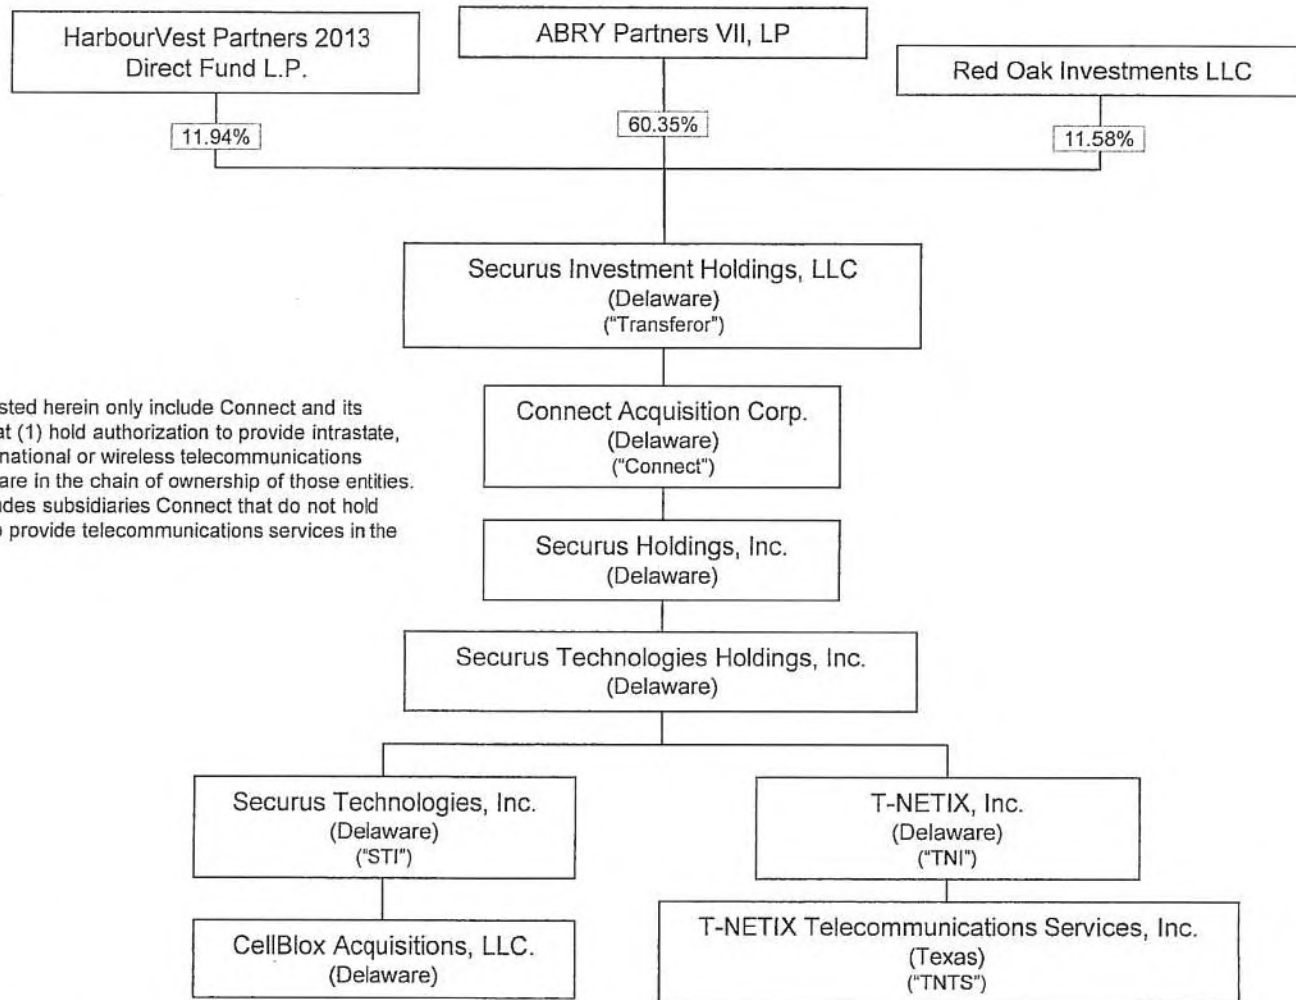 HarbourVest Partners 2013
Direct Fund L.P.
ABRY Partners VII, LP
Red Oak Investments LLC
11.94%
60.35%
11.58%
Securus Investment Holdings, LLC
(Delaware)
("Transferor")
sted herein only include Connect and its
at (1) hold authorization to provide intrastate,
national or wireless telecommunications
are in the chain of ownership of those entities.
udes subsidiaries Connect that do not hold
o provide telecommunications services in the
Connect Acquisition Corp.
(Delaware)
("Connect")
Securus Holdings, Inc.
(Delaware)
Securus Technologies Holdings, Inc.
(Delaware)
Securus Technologies, Inc.
(Delaware)
("STI")
T-NETIX, Inc.
(Delaware)
("TNI")
CellBlox Acquisitions, LLC.
(Delaware)
T-NETIX Telecommunications Services, Inc.
(Texas)
("TNTS")